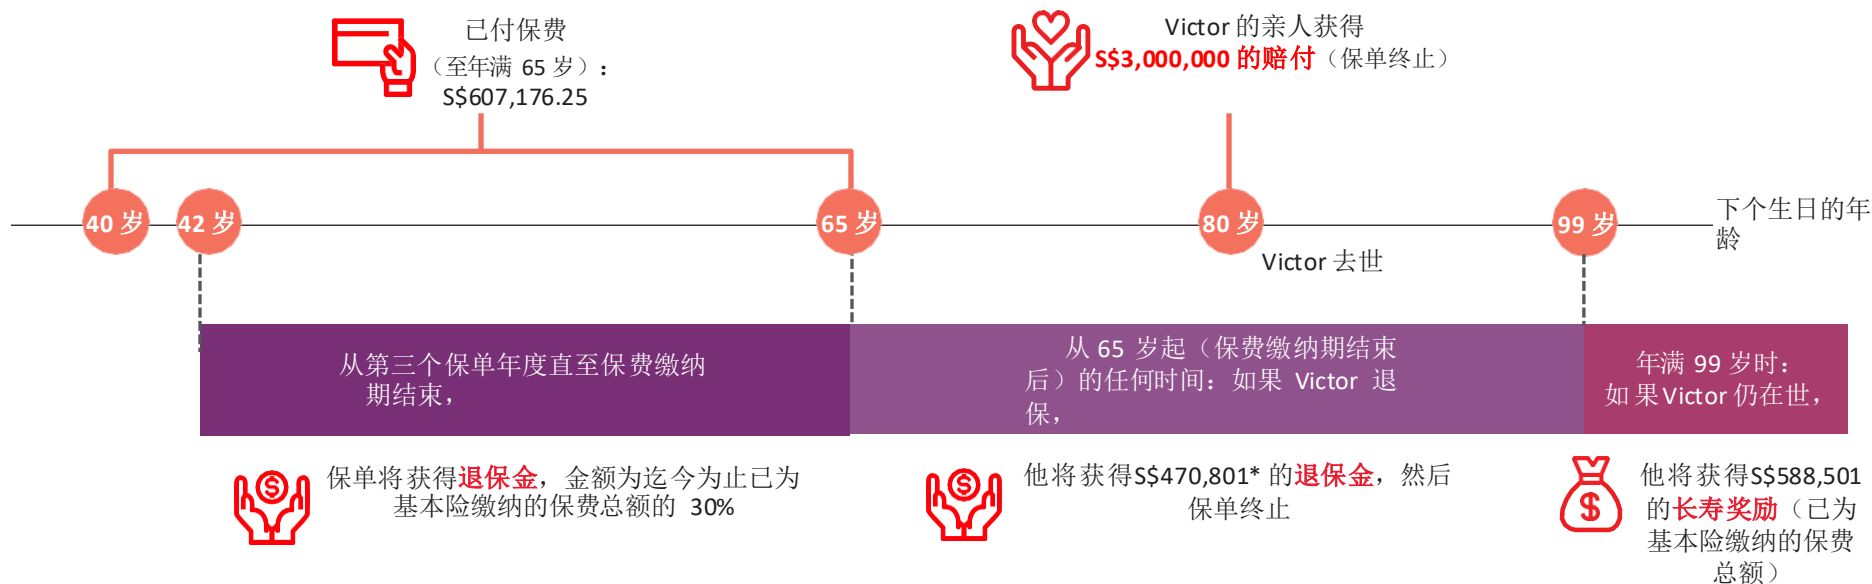 已付保费
（至年满 65 岁）：
S$607,176.25
Victor 的亲人获得
S$3,000,000 的赔付（保单终止）
40 岁
42 岁
65 岁
80 岁
99 岁
下个生日的年
龄
Victor 去世
从第三个保单年度直至保费缴纳
期结束，
从 65 岁起（保费缴纳期结束
后）的任何时间：如果 Victor 退
保，
年满 99 岁时：
如果Victor 仍在世，
保单将获得退保金，金额为迄今为止已为
基本险缴纳的保费总额的 30%
他将获得S$470,801* 的退保金，然后
保单终止
他将获得S$588,501
的长寿奖励（已为
基本险缴纳的保费
总额）